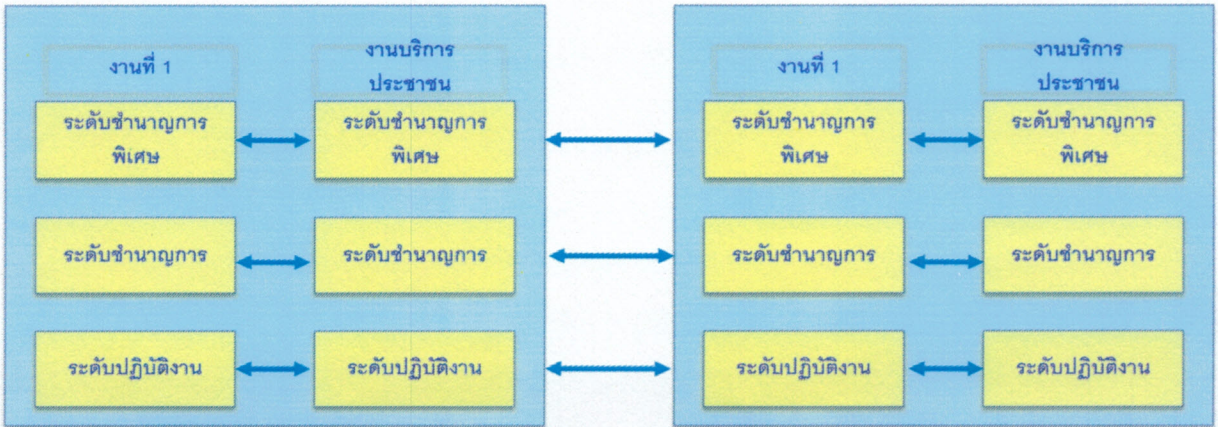 งานที่ 1
งานบริการ
ประชาชน
ระดับชำนาญการ
พิเศษ
ระดับชำนาญการ
พิเศษ
ระดับชำนาญการ
ระดับชำนาญการ
ระดับปฏิบัติงาน
ระดับปฏิบัติงาน
งานที่ 1
งานบริการ
ประชาชน
ระดับชำนาญการ
พิเศษ
ระดับชำนาญการ
พิเศษ
ระดับชำนาญการ
ระดับชำนาญการ
ระดับปฏิบัติงาน
ระดับปฏิบัติงาน